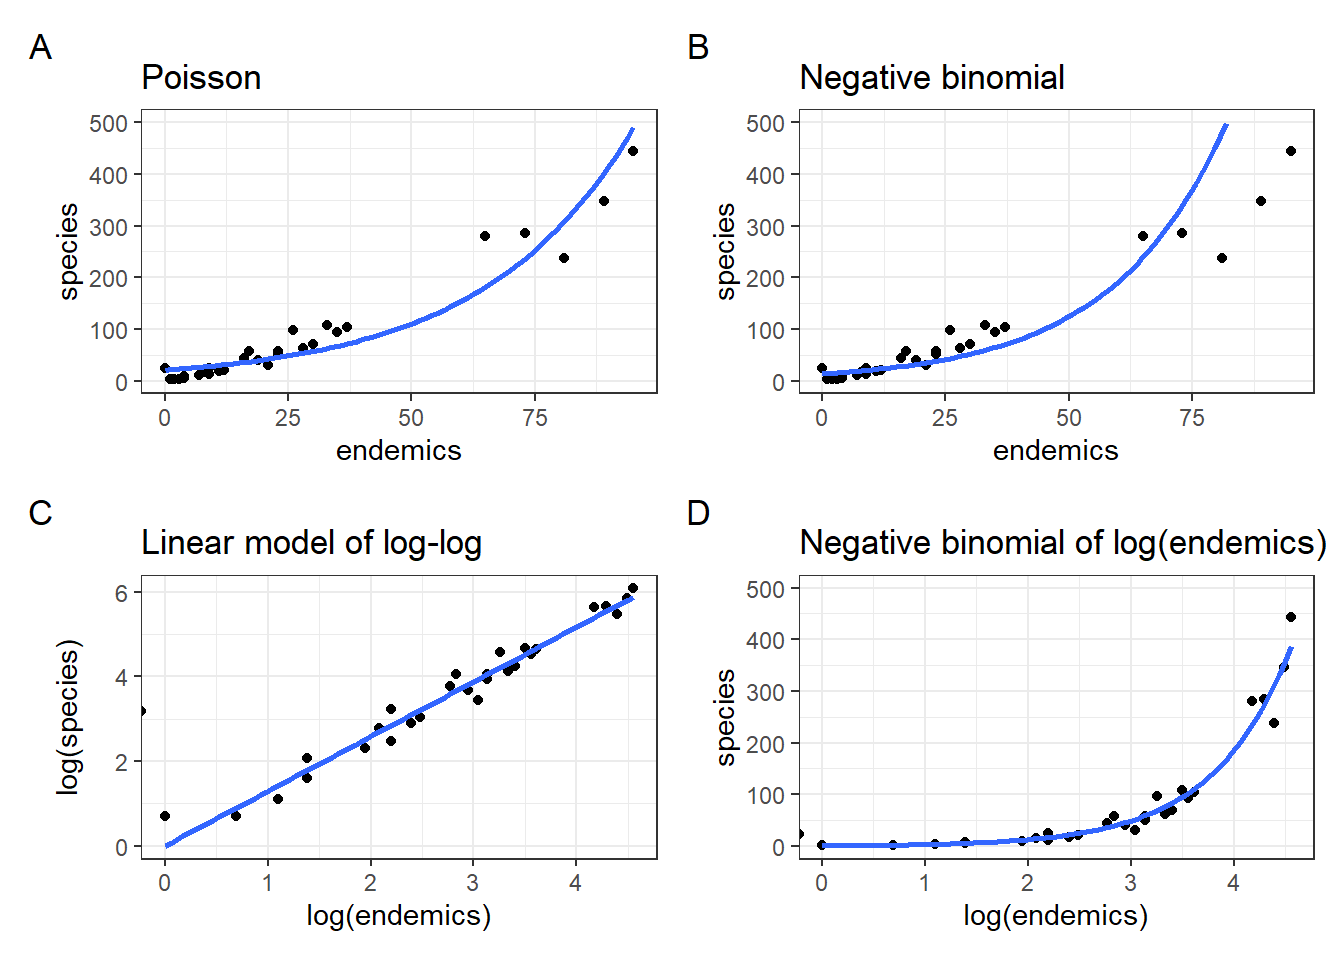 A
Poisson
500
400
300
200
100
0
species
0 25 50 75
endemics
B
Negative binomial
500
400
300
200
100
0
species
0 25 50 75
endemics
C
Linear model of log-log
6
4
2
0
log(species)
0 1 2 3 4
log(endemics)
D
Negative binomial of log(endemics)
500
400
300
200
100
0
species
0 1 2 3 4
log(endemics)